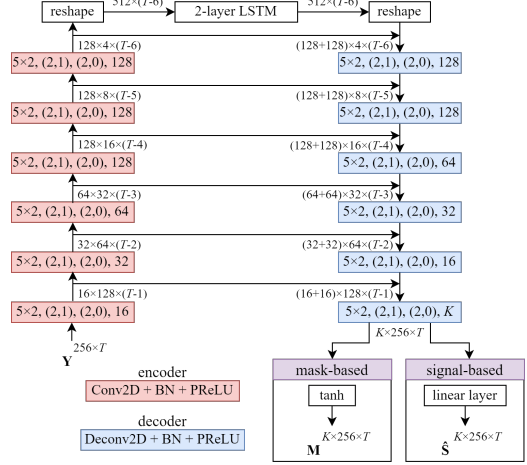 512×(T-6) 512×(T-6)
reshape 2-layer LSTM reshape
128×4×(T-6) (128+128)×4×(T-6)
5×2, (2,1), (2,0), 128 5×2, (2,1), (2,0), 128
128×8×(T-5) (128+128)×8×(T-5)
5×2, (2,1), (2,0), 128 5×2, (2,1), (2,0), 128
128×16×(T-4) (128+128)×16×(T-4)
5×2, (2,1), (2,0), 128 5×2, (2,1), (2,0), 64
64×32×(T-3) (64+64)×32×(T-3)
5×2, (2,1), (2,0), 64 5×2, (2,1), (2,0), 32
32×64×(T-2) (32+32)×64×(T-2)
5×2, (2,1), (2,0), 32 5×2, (2,1), (2,0), 16
16×128×(T-1) (16+16)×128×(T-1)
5×2, (2,1), (2,0), 16 5×2, (2,1), (2,0), K
Y 256×T K×256×T
encoder
Conv2D + BN + PReLU
decoder
Deconv2D + BN + PReLU
mask-based signal-based
tanh linear layer
K×256×T K×256×T
M Ŝ